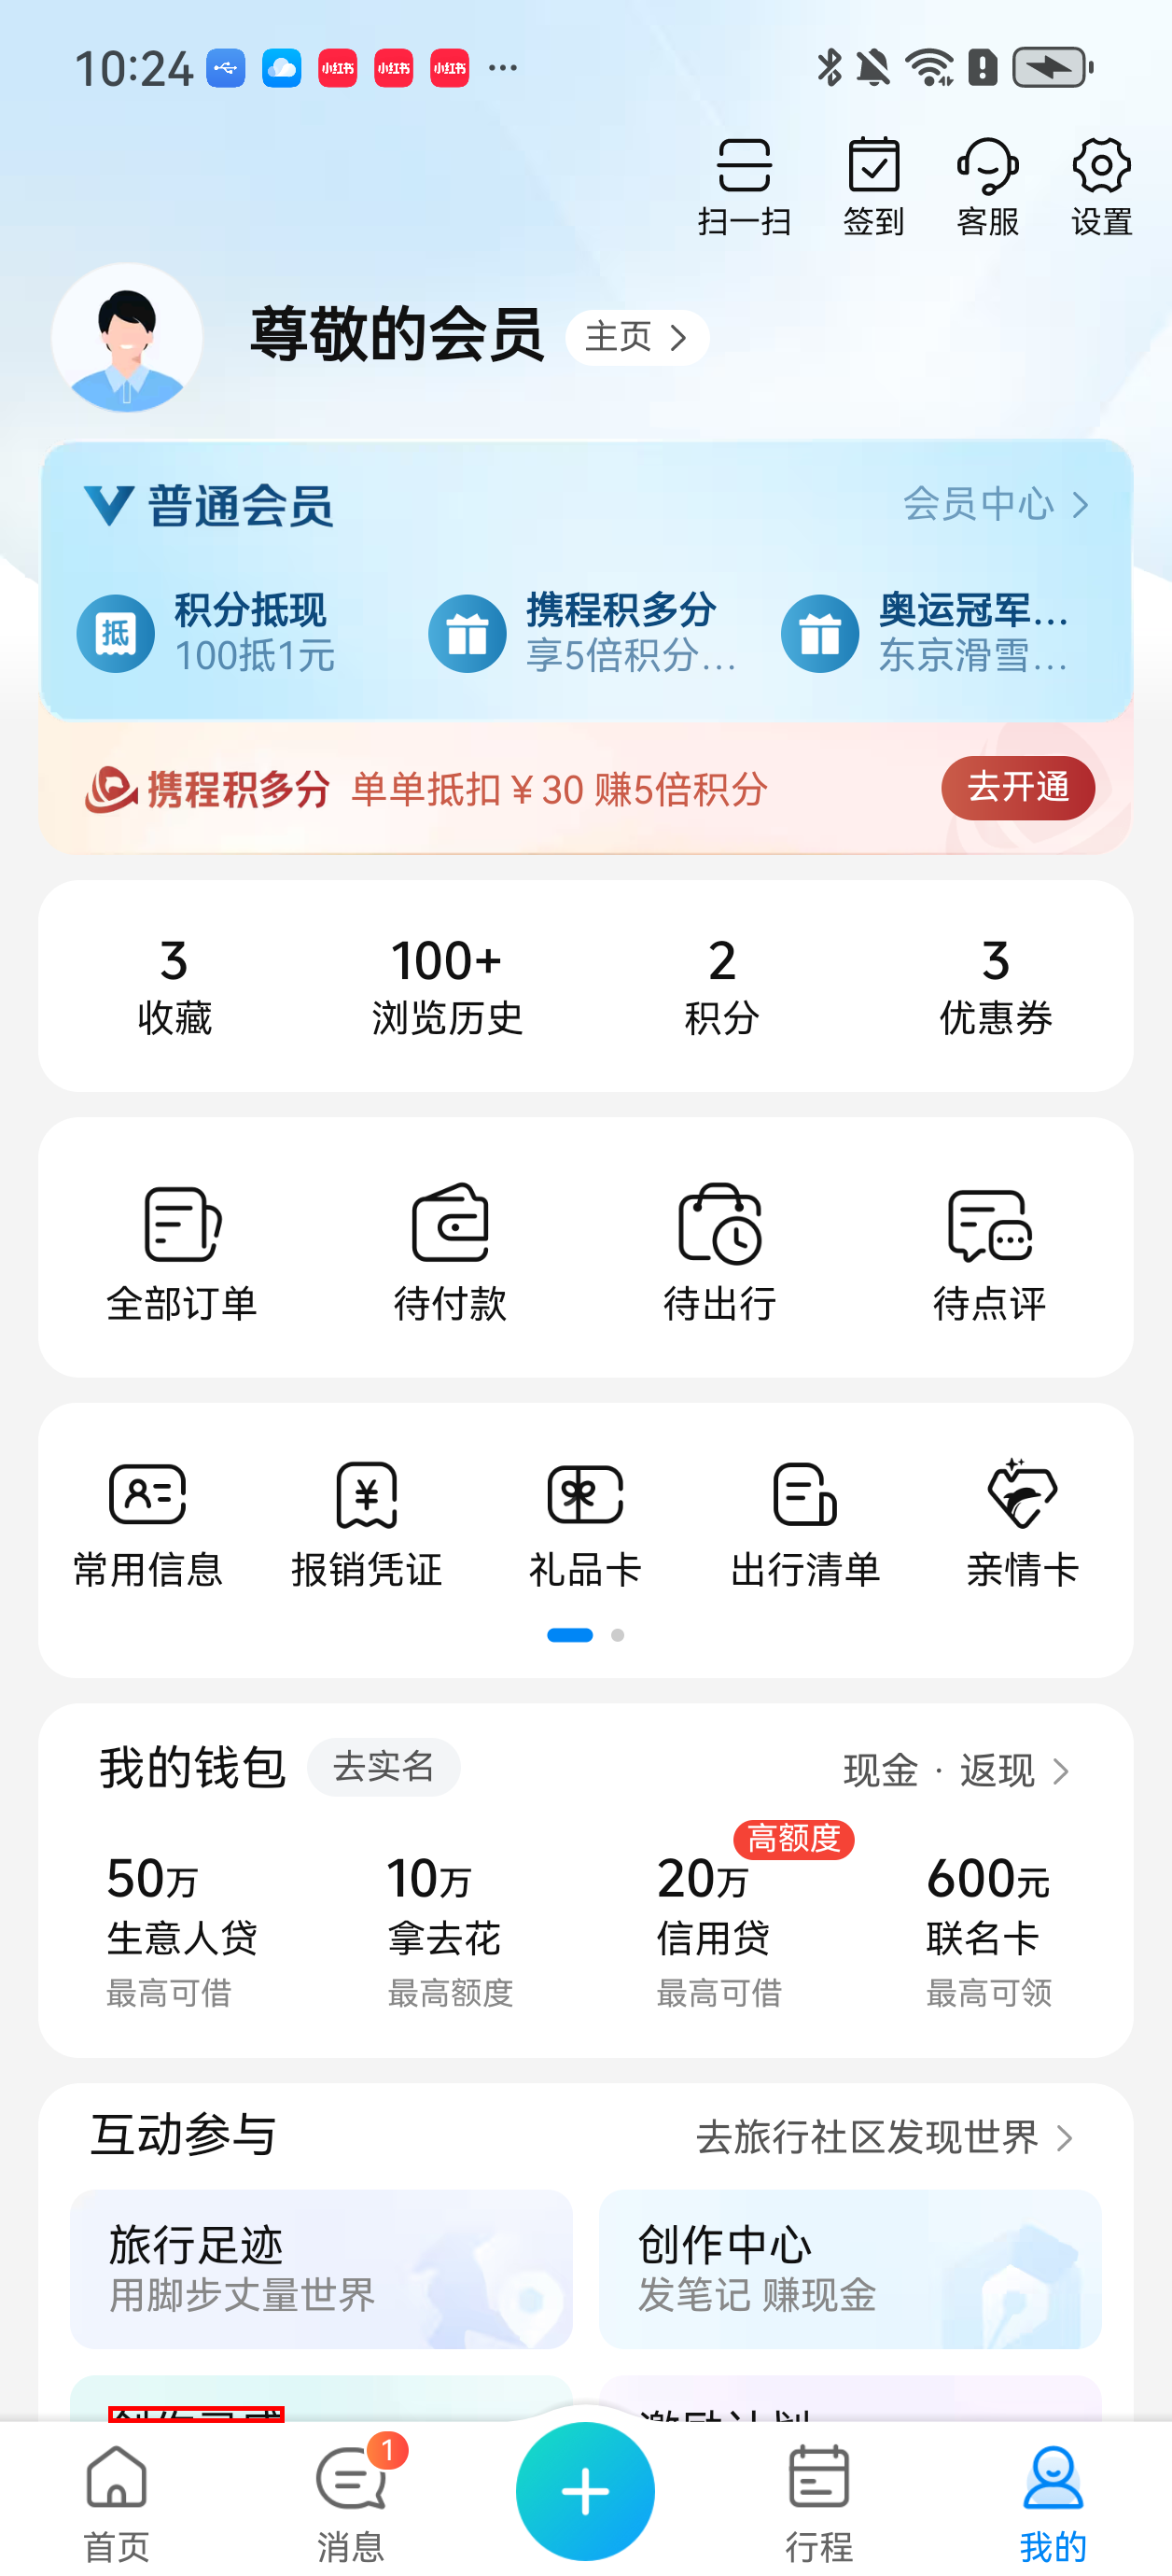 10:24
小红书 小红书 小红书 ...
扫一扫 签到 客服 设置
尊敬的会员 主页 >
普通会员 会员中心 >
抵 积分抵现 携程积多分 奥运冠军...
100抵1元 享5倍积分... 东京滑雪...
携程积多分 单单抵扣¥30 赚5倍积分 去开通
3 100+ 2 3
收藏 浏览历史 积分 优惠券
全部订单 待付款 待出行 待点评
常用信息 报销凭证 礼品卡 出行清单 亲情卡
我的钱包 去实名 现金 · 返现 >
高额度
50万 10万 20万 600元
生意人贷 拿去花 信用贷 联名卡
最高可借 最高额度 最高可借 最高可领
互动参与 去旅行社区发现世界 >
旅行足迹 创作中心
用脚步丈量世界 发笔记 赚现金
激励计划
1
首页 消息 行程 我的